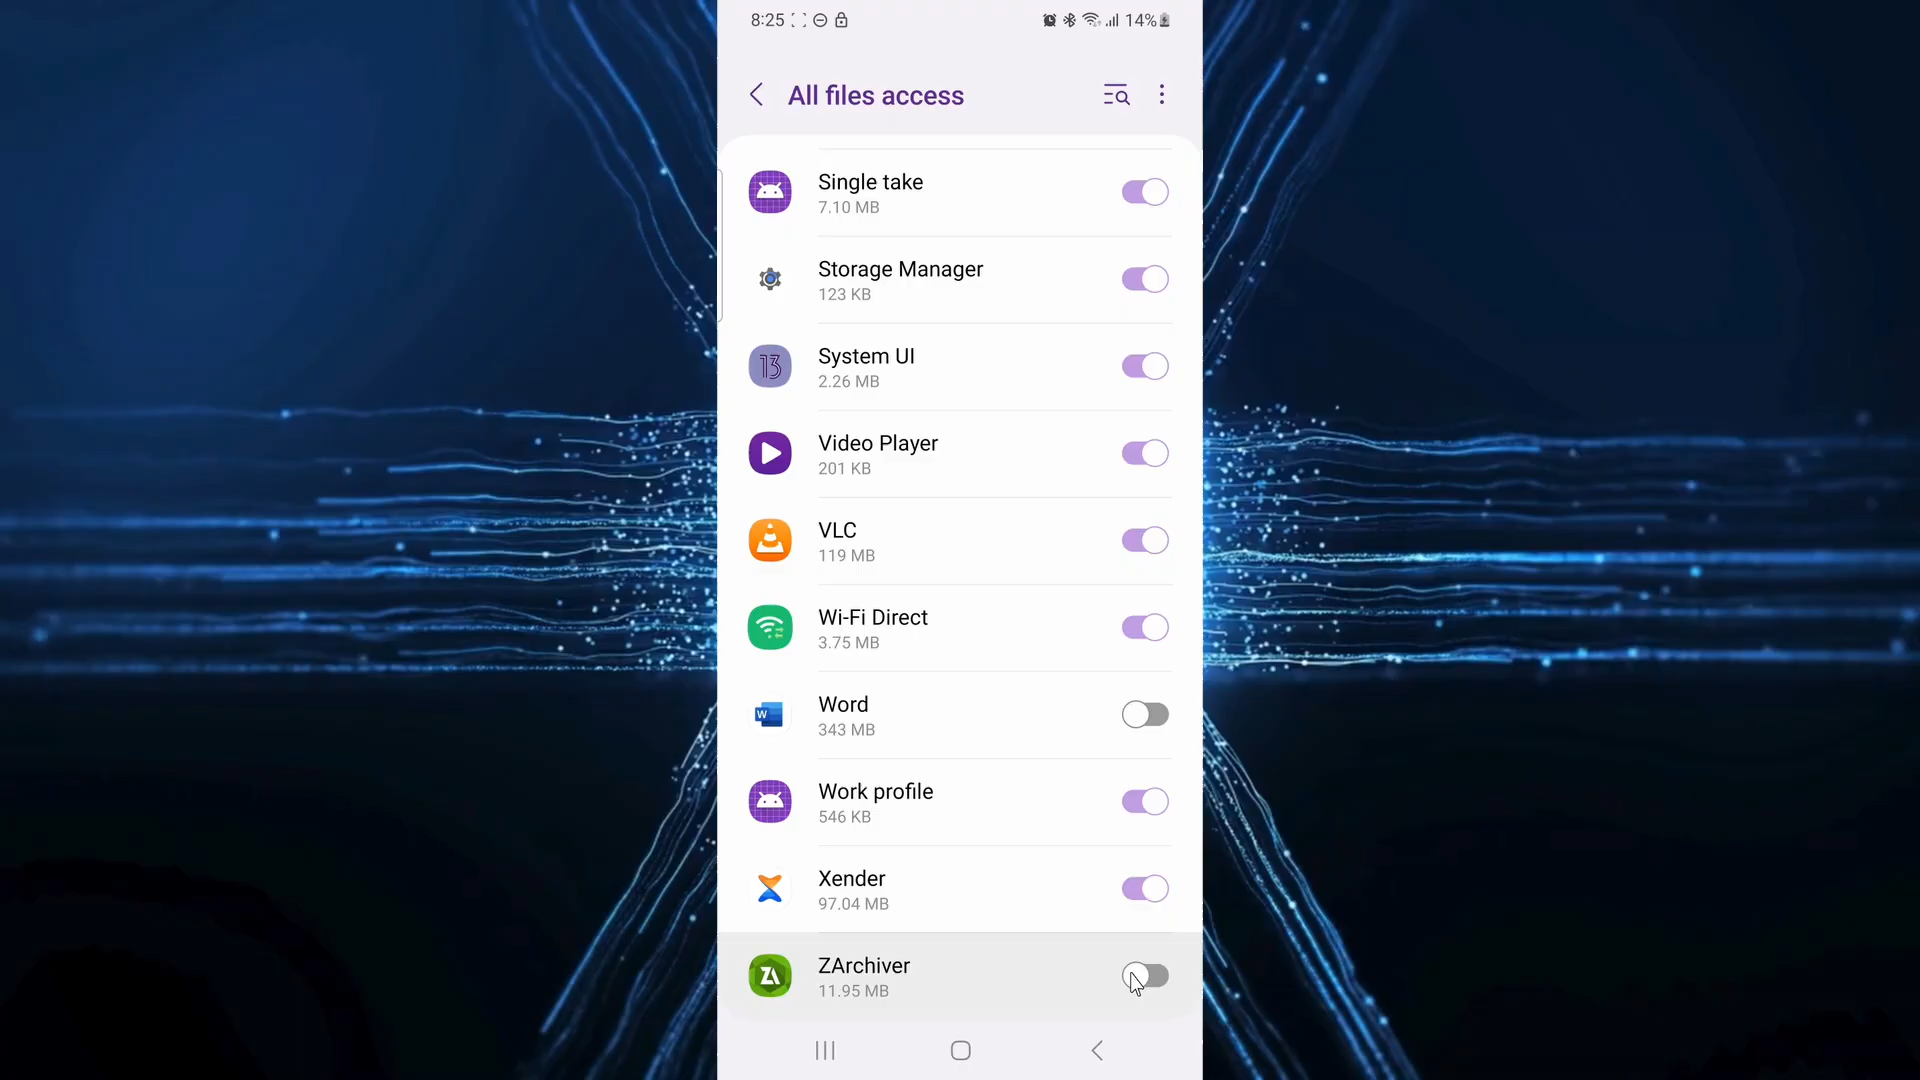 8:25 14%
All files access
Single take
7.10 MB
Storage Manager
123 KB
13
System UI
2.26 MB
Video Player
201 KB
VLC
119 MB
Wi-Fi Direct
3.75 MB
W
Word
343 MB
Work profile
546 KB
Xender
97.04 MB
ZA
ZArchiver
11.95 MB